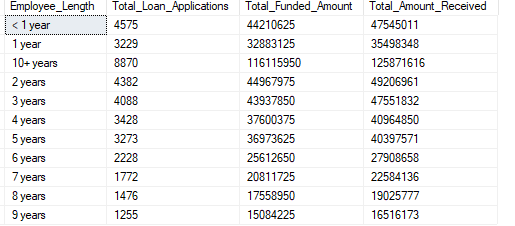 Employee_Length Total_Loan_Applications Total_Funded_Amount Total_Amount_Received
< 1 year 4575 44210625 47545011
1 year 3229 32883125 35498348
10+ years 8870 116115950 125871616
2 years 4382 44967975 49206961
3 years 4088 43937850 47551832
4 years 3428 37600375 40964850
5 years 3273 36973625 40397571
6 years 2228 25612650 27908658
7 years 1772 20811725 22584136
8 years 1476 17558950 19025777
9 years 1255 15084225 16516173